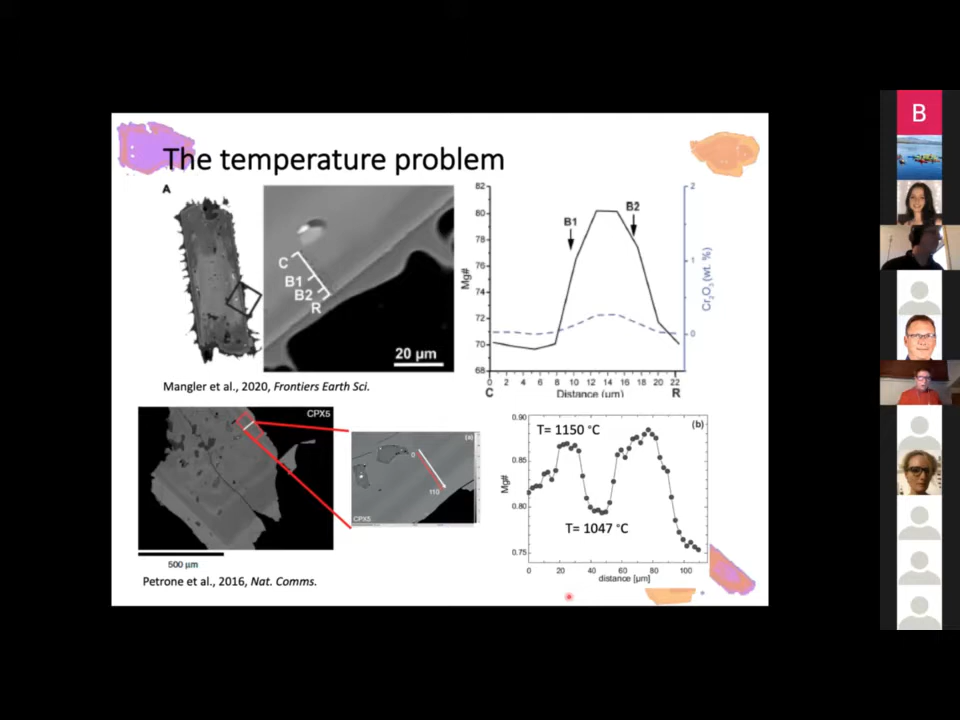 The temperature problem
A
C
B1
B2
R
20 µm
82
80
78
76
74
72
70
68
Mg#
B1
B2
2
1
0
Cr₂O₃ (wt. %)
0 2 4 6 8 10 12 14 16 18 20 22
C Distance (µm) R
Mangler et al., 2020, Frontiers Earth Sci.
CPX5
500 µm
(a)
0
110
CPX5
0.90
0.85
0.80
0.75
Mg#
(b)
T= 1150 °C
T= 1047 °C
0 20 40 60 80 100
distance [µm]
Petrone et al., 2016, Nat. Comms.
B